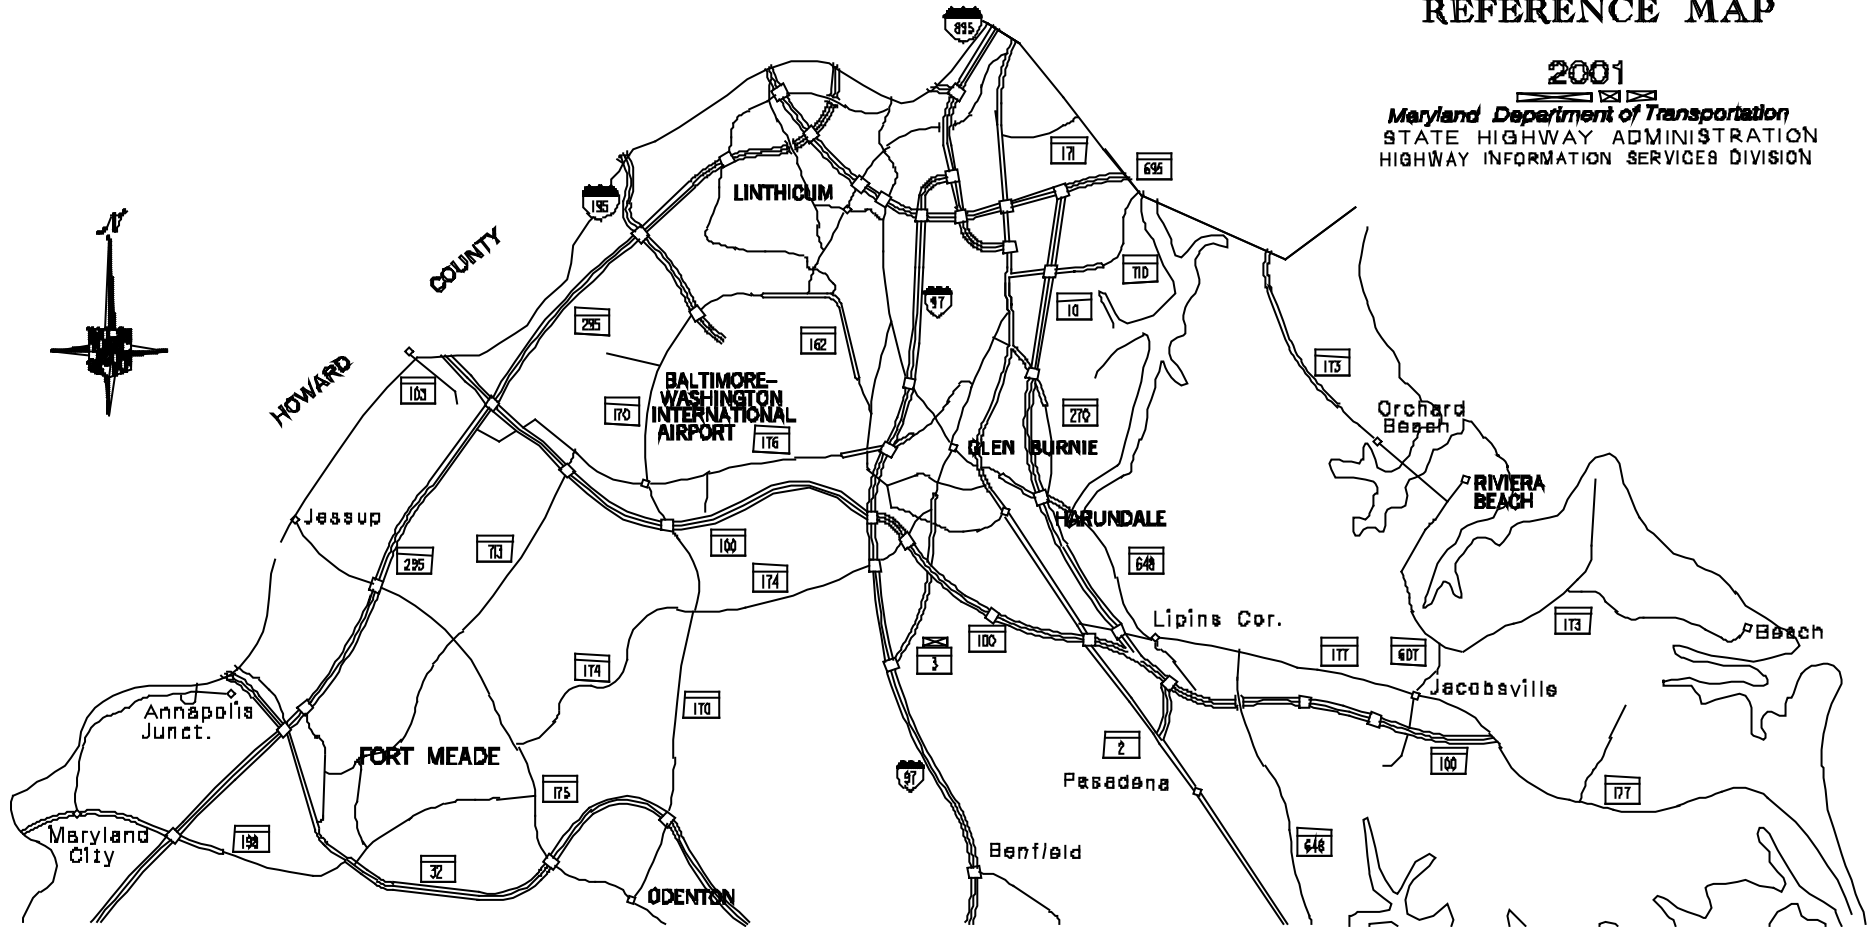 REFERENCE MAP
2001
Maryland Department of Transportation
STATE HIGHWAY ADMINISTRATION
HIGHWAY INFORMATION SERVICES DIVISION
895
171
695
195
LINTHICUM
N
COUNTY
710
97
10
295
162
173
HOWARD
103
BALTIMORE-
WASHINGTON
INTERNATIONAL
AIRPORT
170
176
270
Orchard
Beach
GLEN BURNIE
RIVIERA
BEACH
Jessup
HARUNDALE
713
100
295
648
174
Lipins Cor.
173
Beach
3
100
177
607
174
Jacobsville
Annapolis
Junct.
170
FORT MEADE
2
100
97
Pasadena
175
177
Maryland
City
198
648
Benfield
32
ODENTON